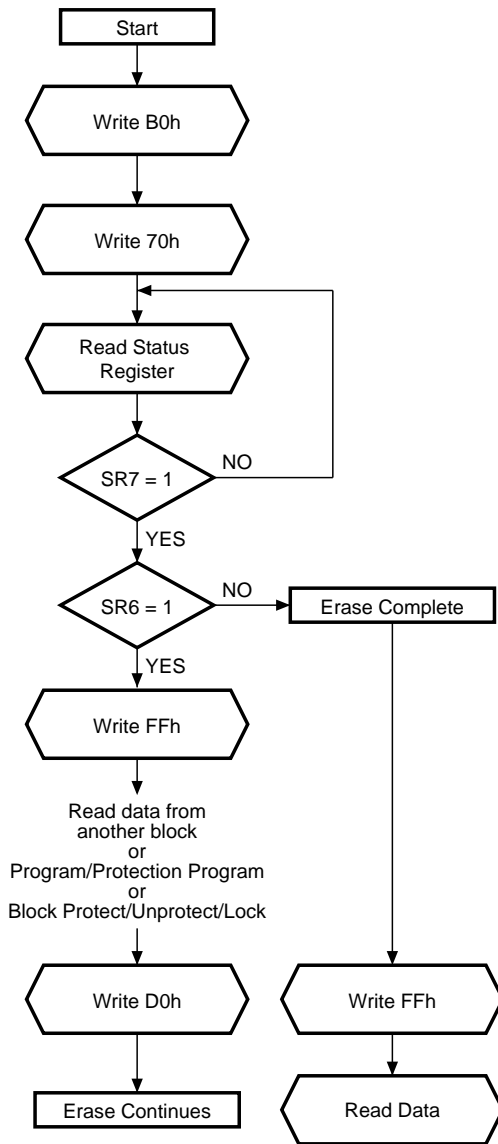 Start
Write B0h
Write 70h
Read Status
Register
SR7 = 1
NO
YES
SR6 = 1
NO
Erase Complete
YES
Write FFh
Read data from
another block
or
Program/Protection Program
or
Block Protect/Unprotect/Lock
Write D0h
Write FFh
Erase Continues
Read Data